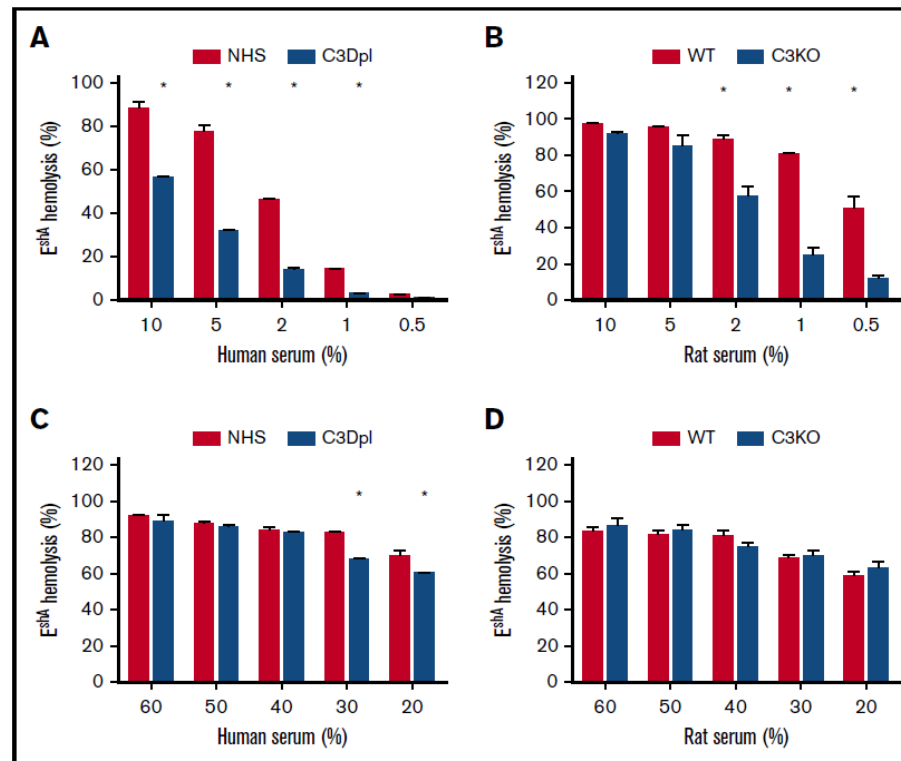 A
NHS C3Dpl
* * * *
100
80
60
40
20
0
EshA hemolysis (%)
10 5 2 1 0.5
Human serum (%)
B
WT C3KO
* * *
120
100
80
60
40
20
0
EshA hemolysis (%)
10 5 2 1 0.5
Rat serum (%)
C
NHS C3Dpl
* *
120
100
80
60
40
20
0
EshA hemolysis (%)
60 50 40 30 20
Human serum (%)
D
WT C3KO
120
100
80
60
40
20
0
EshA hemolysis (%)
60 50 40 30 20
Rat serum (%)